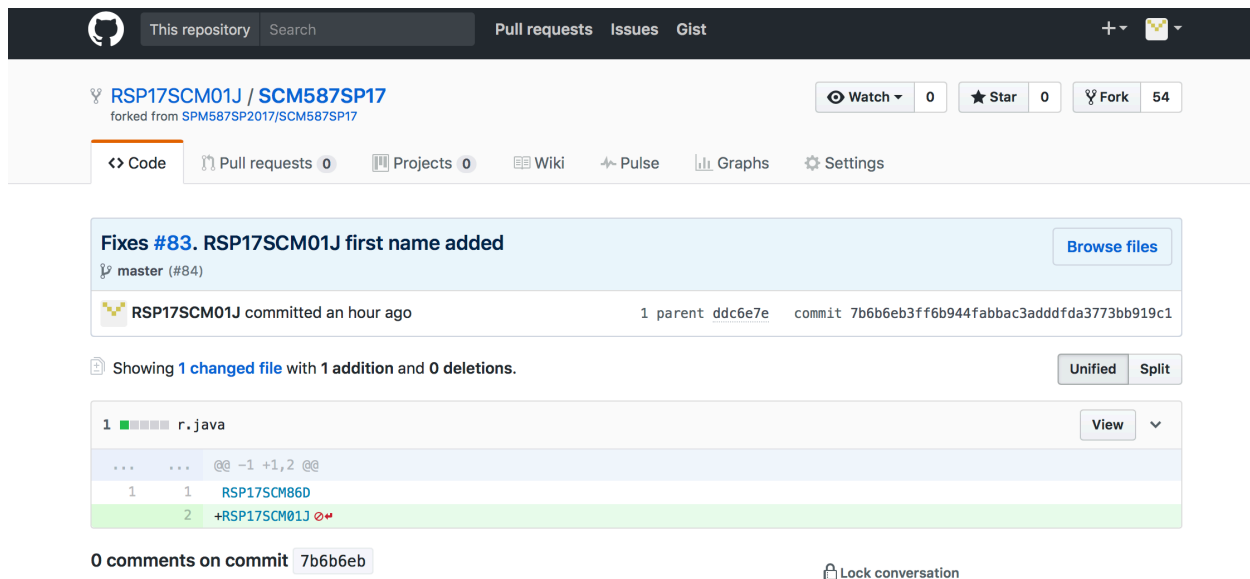 This repository Search Pull requests Issues Gist
RSP17SCM01J / SCM587SP17 Watch 0 Star 0 Fork 54
forked from SPM587SP2017/SCM587SP17
<> Code Pull requests 0 Projects 0 Wiki Pulse Graphs Settings
Fixes #83. RSP17SCM01J first name added Browse files
master (#84)
RSP17SCM01J committed an hour ago 1 parent ddc6e7e commit 7b6b6eb3ff6b944fabbac3adddfda3773bb919c1
Showing 1 changed file with 1 addition and 0 deletions. Unified Split
1 r.java View
... ... @@ -1 +1,2 @@
1 1 RSP17SCM86D
2 +RSP17SCM01J
0 comments on commit 7b6b6eb
Lock conversation